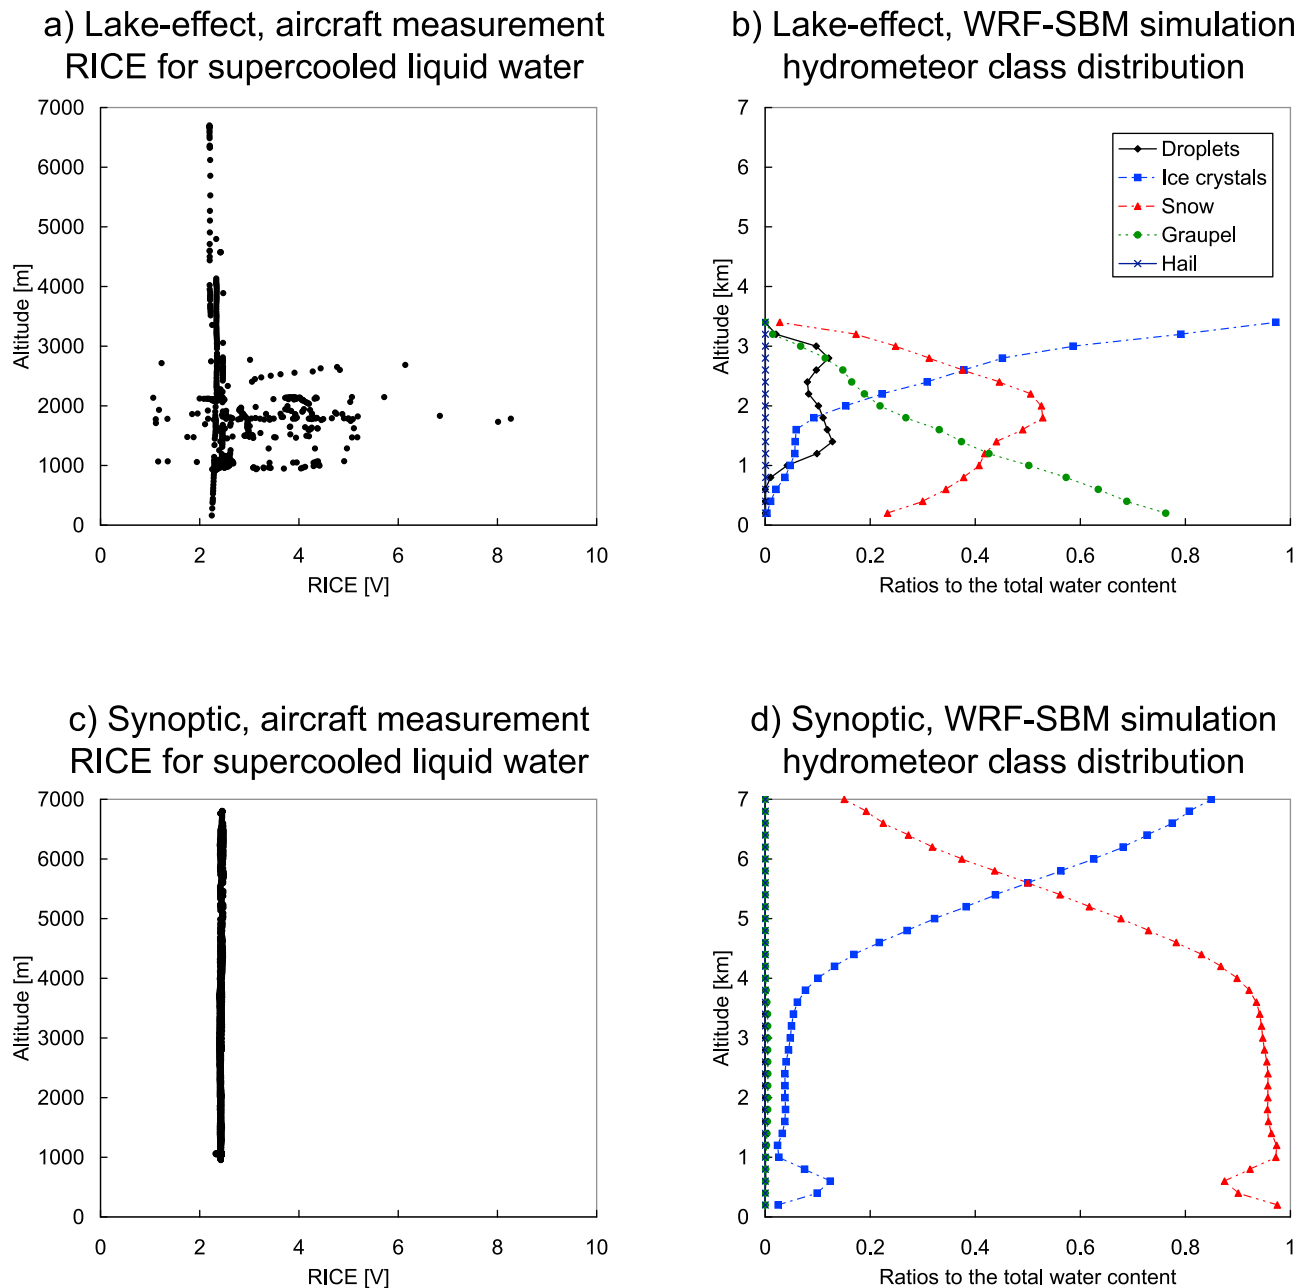 a) Lake-effect, aircraft measurement
RICE for supercooled liquid water
7000
6000
5000
4000
3000
2000
1000
0
Altitude [m]
0 2 4 6 8 10
RICE [V]
b) Lake-effect, WRF-SBM simulation
hydrometeor class distribution
7
6
5
4
3
2
1
0
Altitude [km]
Droplets
Ice crystals
Snow
Graupel
Hail
0 0.2 0.4 0.6 0.8 1
Ratios to the total water content
c) Synoptic, aircraft measurement
RICE for supercooled liquid water
7000
6000
5000
4000
3000
2000
1000
0
Altitude [m]
0 2 4 6 8 10
RICE [V]
d) Synoptic, WRF-SBM simulation
hydrometeor class distribution
7
6
5
4
3
2
1
0
Altitude [km]
0 0.2 0.4 0.6 0.8 1
Ratios to the total water content